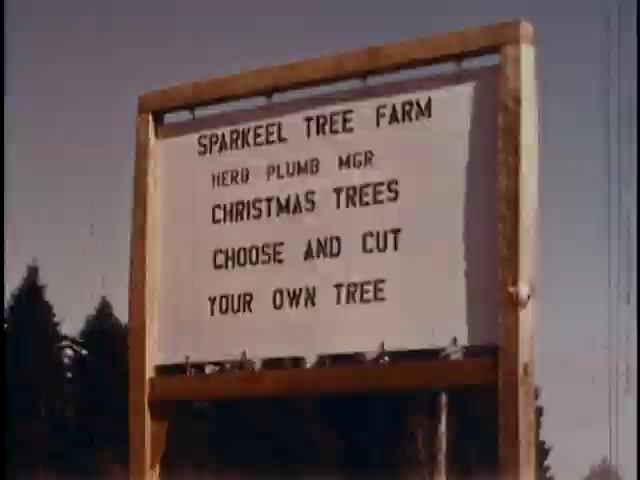 SPARKEEL TREE FARM
HERB PLUMB MGR
CHRISTMAS TREES
CHOOSE AND CUT
YOUR OWN TREE